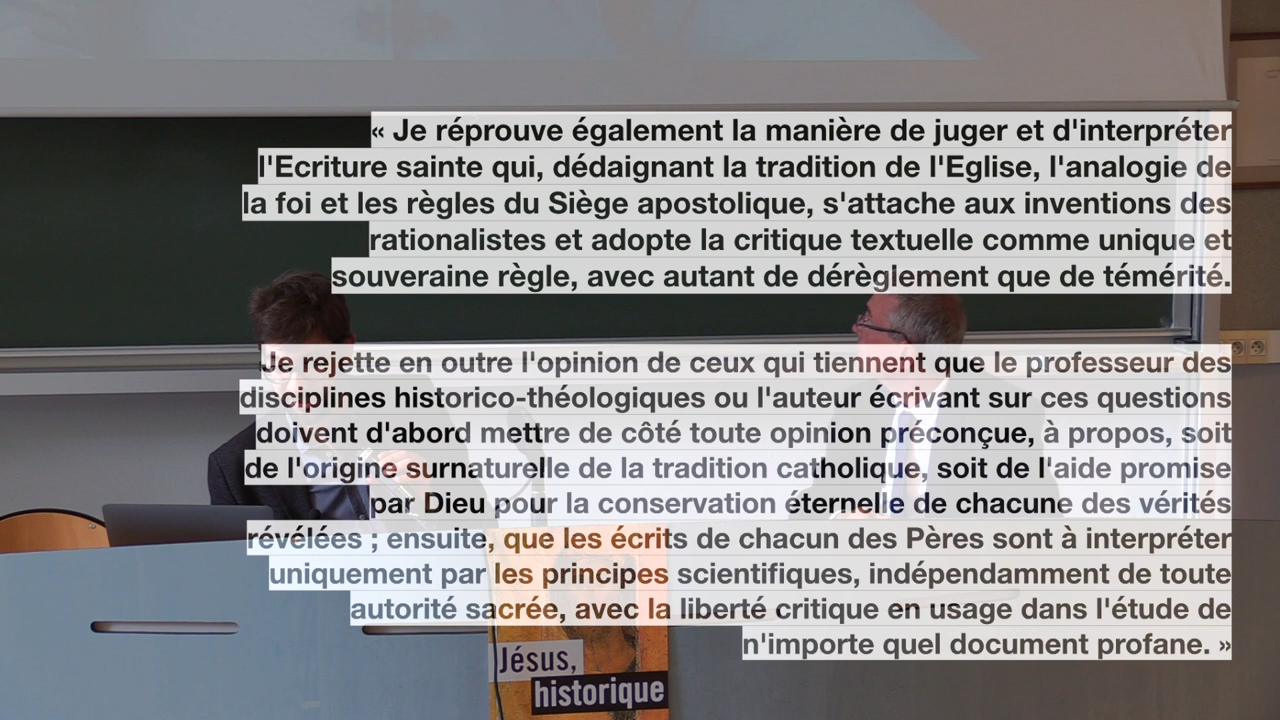 « Je réprouve également la manière de juger et d'interpréter
l'Ecriture sainte qui, dédaignant la tradition de l'Eglise, l'analogie de
la foi et les règles du Siège apostolique, s'attache aux inventions des
rationalistes et adopte la critique textuelle comme unique et
souveraine règle, avec autant de dérèglement que de témérité.
Je rejette en outre l'opinion de ceux qui tiennent que le professeur des
disciplines historico-théologiques ou l'auteur écrivant sur ces questions
doivent d'abord mettre de côté toute opinion préconçue, à propos, soit
de l'origine surnaturelle de la tradition catholique, soit de l'aide promise
par Dieu pour la conservation éternelle de chacune des vérités
révélées ; ensuite, que les écrits de chacun des Pères sont à interpréter
uniquement par les principes scientifiques, indépendamment de toute
autorité sacrée, avec la liberté critique en usage dans l'étude de
n'importe quel document profane. »
Jésus,
historique